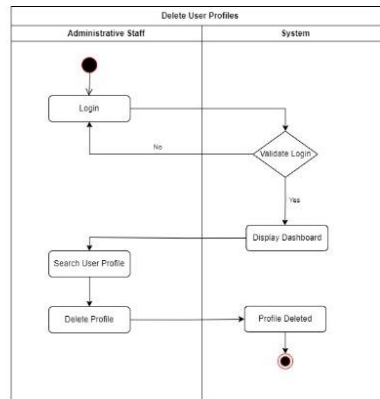 Delete User Profiles
Administrative Staff
System
Login
No
Validate Login
Yes
Display Dashboard
Search User Profile
Delete Profile
Profile Deleted